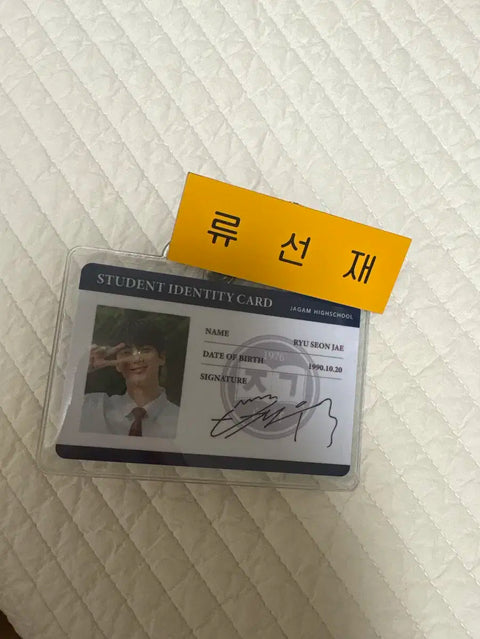 류 선 재
STUDENT IDENTITY CARD
JAGAM HIGHSCHOOL
NAME RYU SEON JAE
DATE OF BIRTH 1990.10.20
SIGNATURE
1976
ㅈㄱ